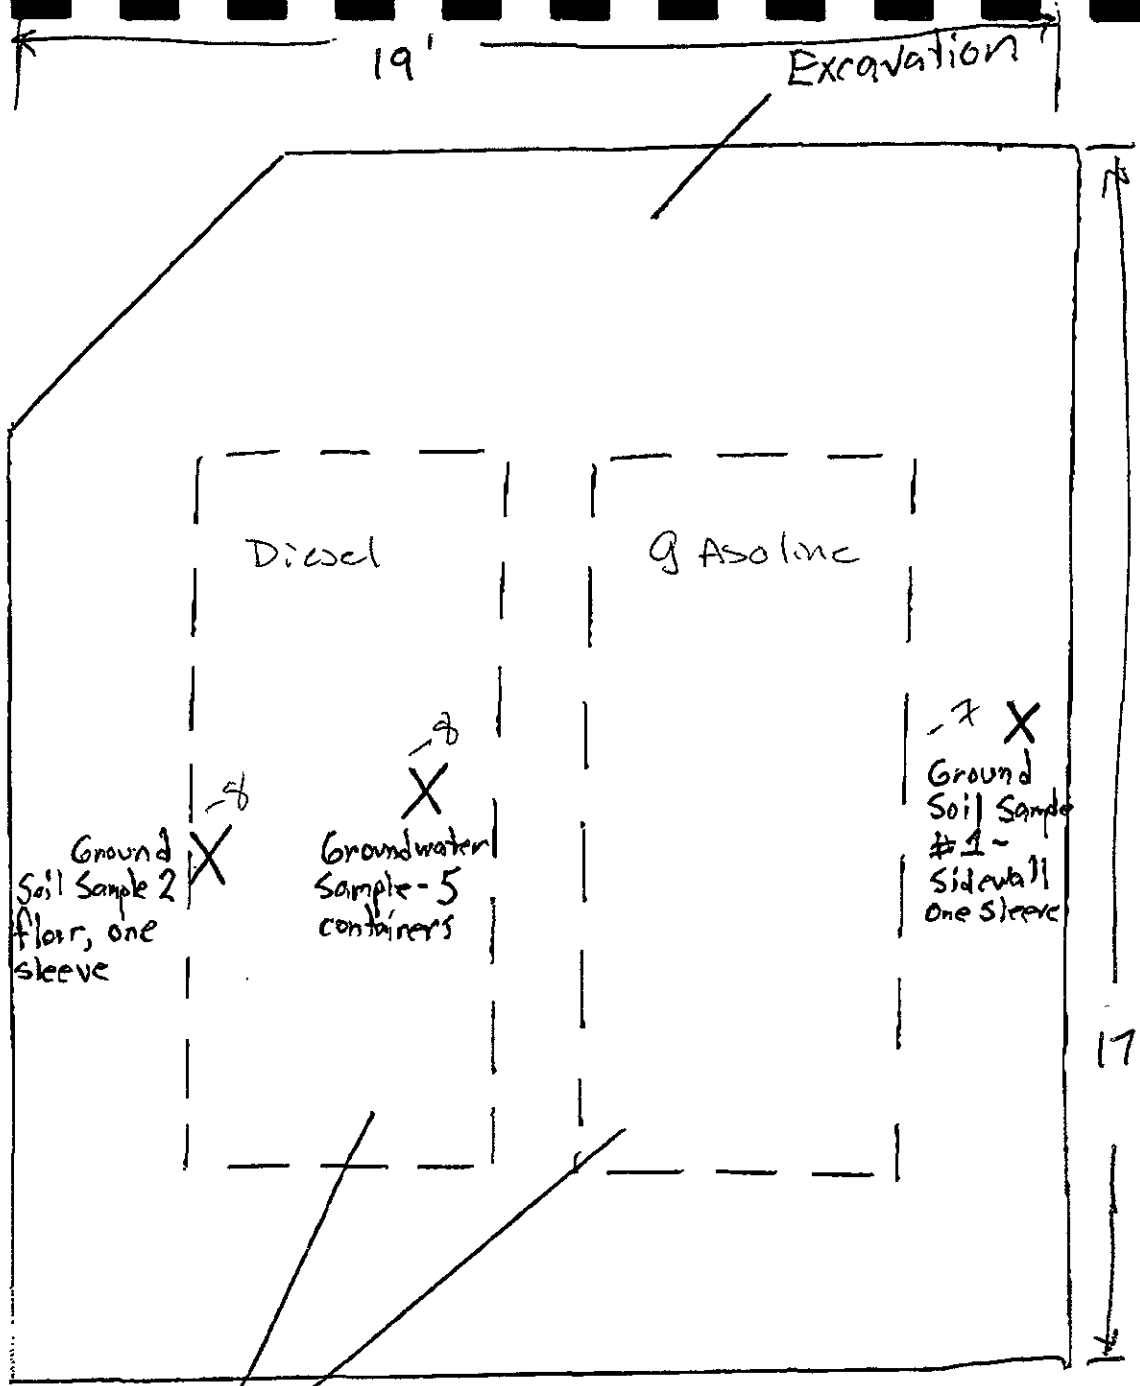 19'
Excavation
Diesel
gAsoline
-7 X
Ground
Soil Sample
#1-
Sidewall
One Sleeve
-8
X
Groundwater
Sample-5
containers
-8
X
Ground
Soil Sample 2
floor, one
sleeve
17